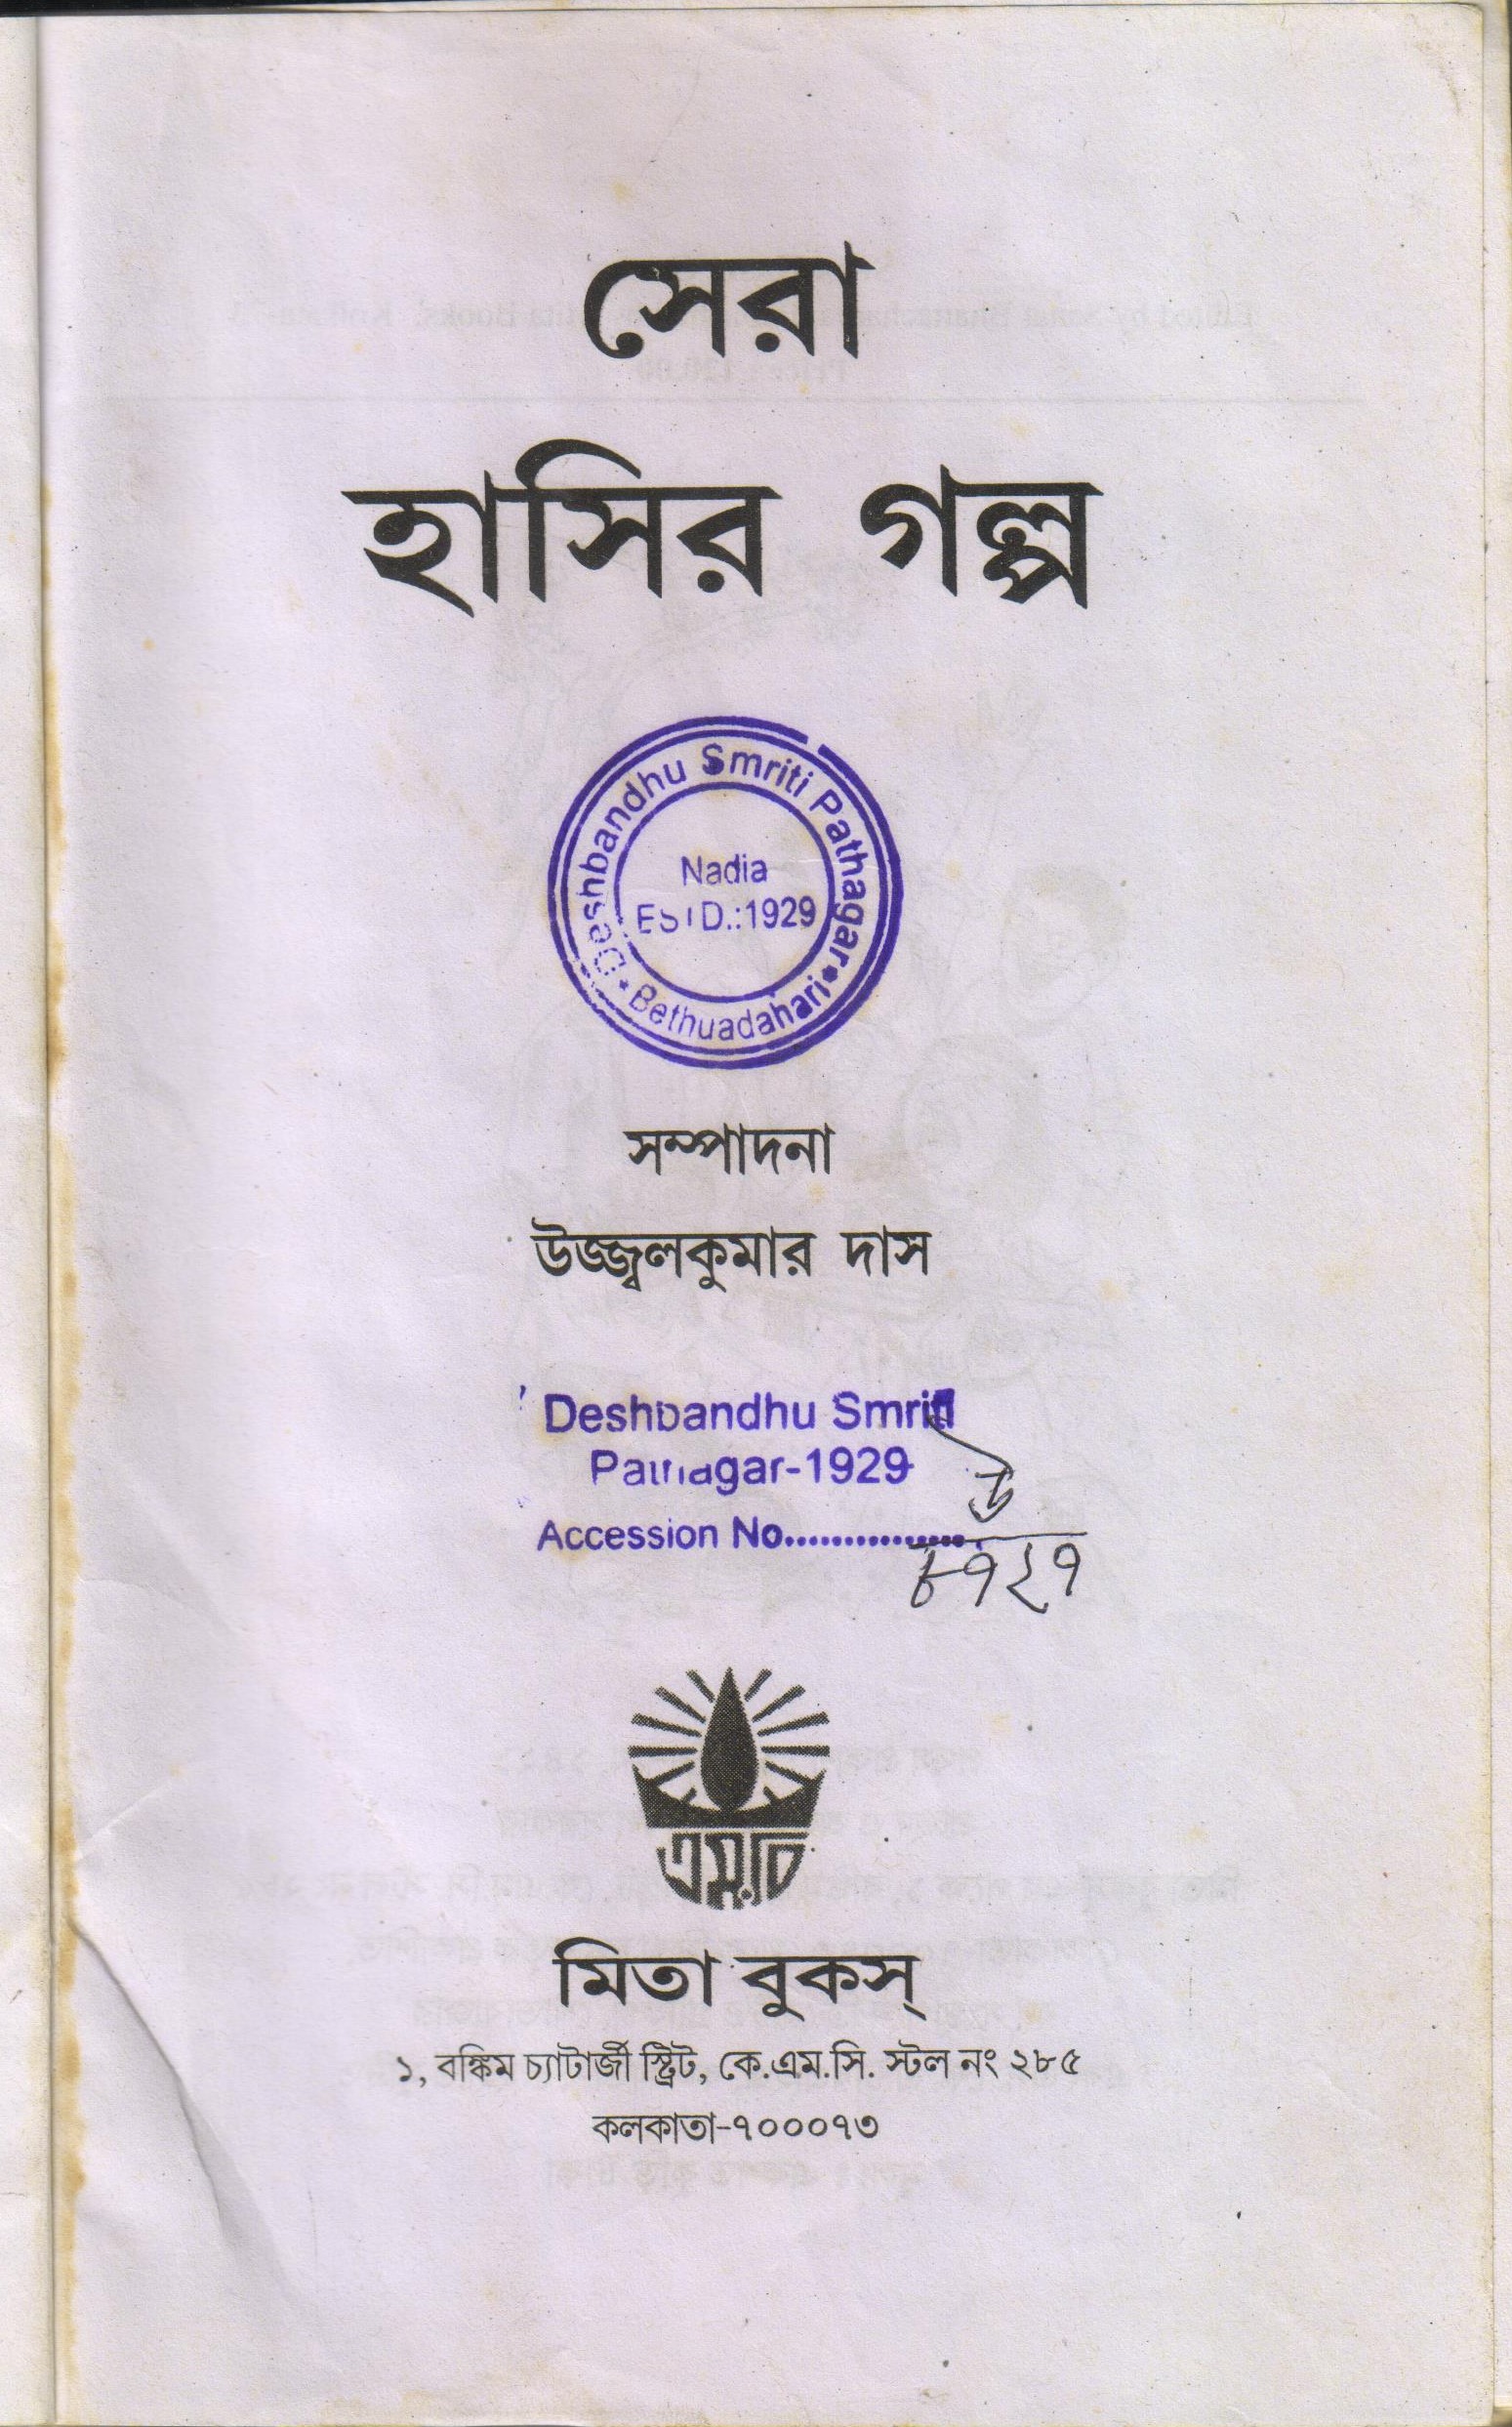 সেরা
হাসির গল্প
Deshbandhu Smriti Pathagar
Nadia
ESTD.:1929
Bethuadahari
সম্পাদনা
উজ্জ্বলকুমার দাস
Deshbandhu Smriti
Pathagar-1929
উ
Accession No................
৮৭২৭
মিতা বুকস্
১, বঙ্কিম চ্যাটার্জী স্ট্রিট, কে.এম.সি. স্টল নং ২৮৫
কলকাতা-৭০০০৭৩